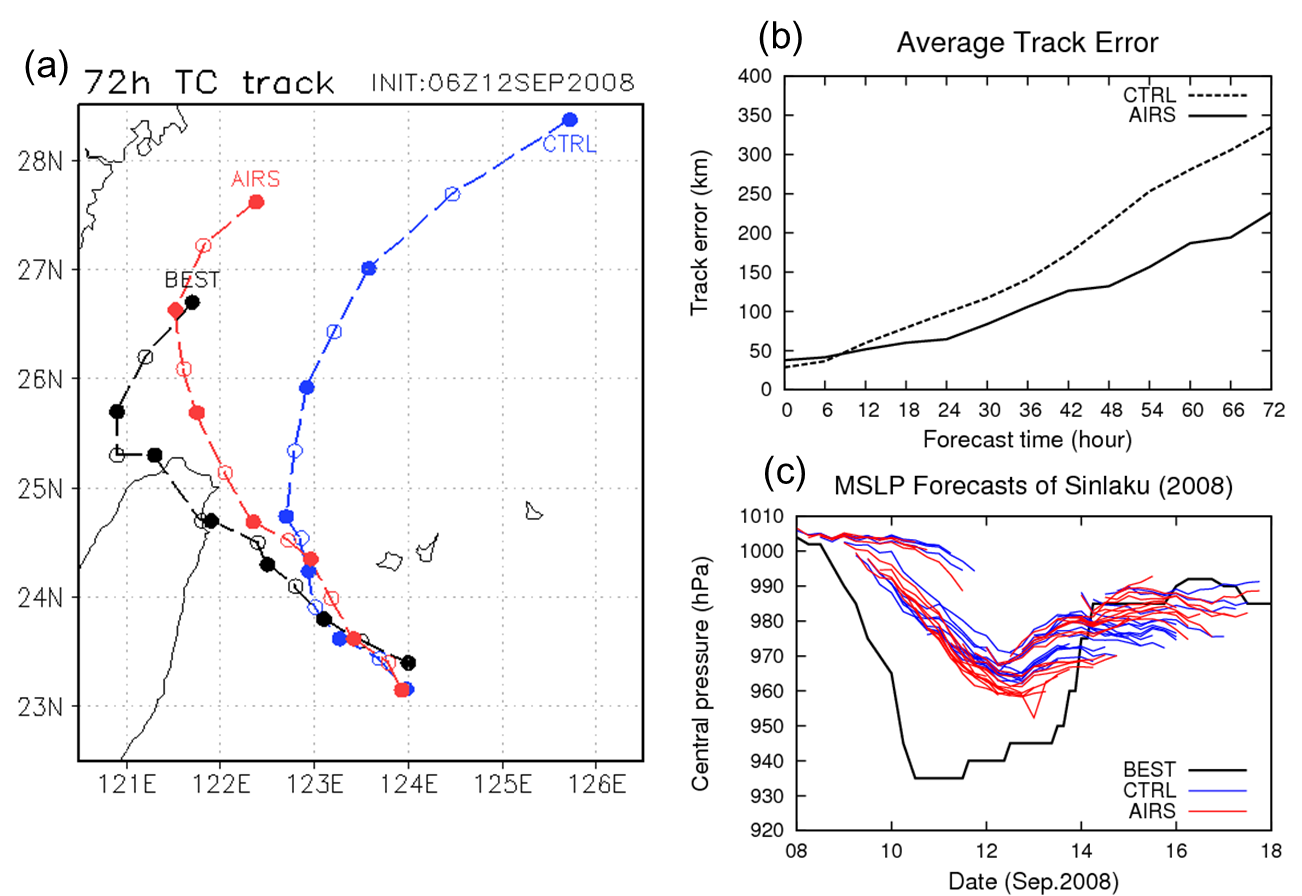 (a)
72h TC track INIT:06Z12SEP2008
28N
27N
26N
25N
24N
23N
121E 122E 123E 124E 125E 126E
CTRL
AIRS
BEST
(b)
Average Track Error
Track error (km)
400
350
300
250
200
150
100
50
0
CTRL
AIRS
0 6 12 18 24 30 36 42 48 54 60 66 72
Forecast time (hour)
(c)
MSLP Forecasts of Sinlaku (2008)
Central pressure (hPa)
1010
1000
990
980
970
960
950
940
930
920
BEST
CTRL
AIRS
08 10 12 14 16 18
Date (Sep.2008)